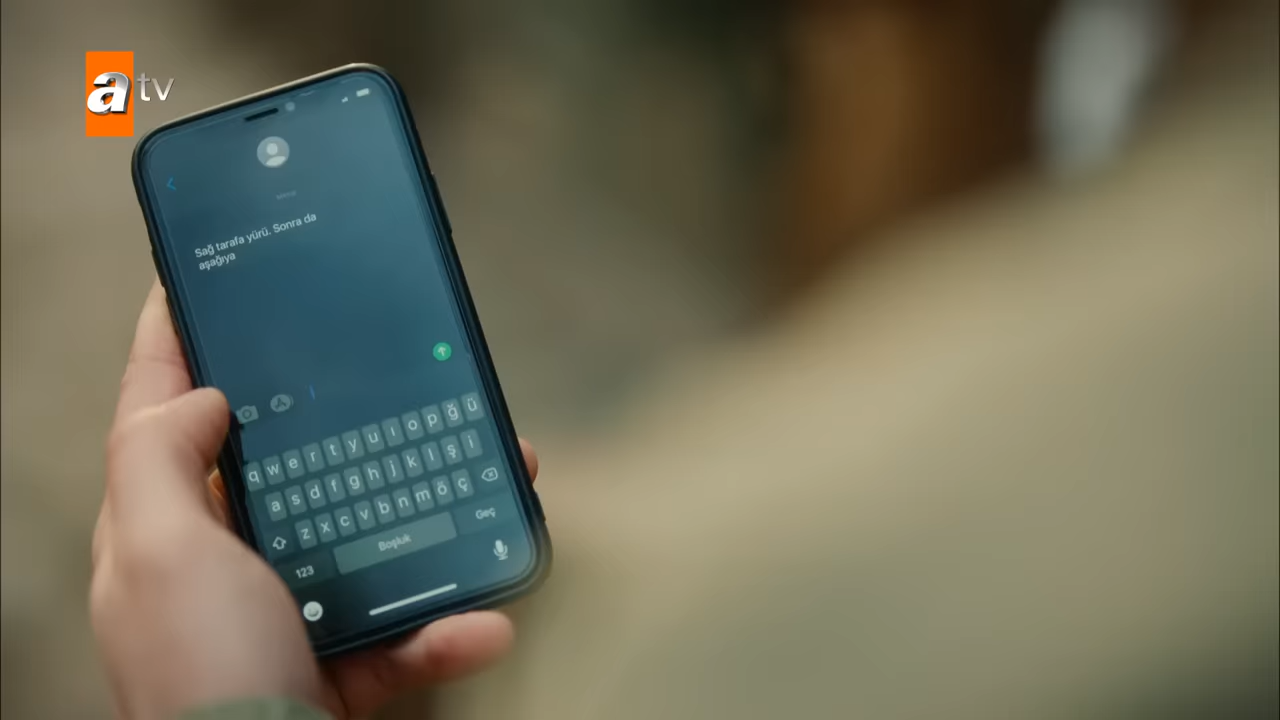 atv
Sağ tarafa yürü. Sonra da
aşağıya
q w e r t y u ı o p ğ ü
a s d f g h j k l ş i
z x c v b n m ö ç
123 Boşluk Geç